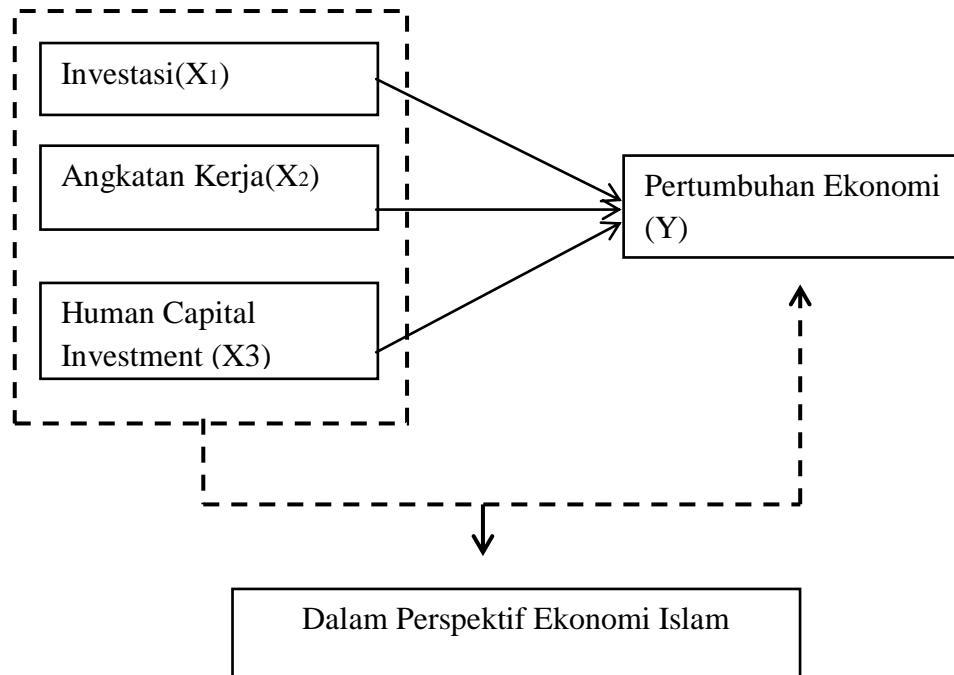 Investasi(X1)
Angkatan Kerja(X2)
Human Capital
Investment (X3)
Pertumbuhan Ekonomi
(Y)
Dalam Perspektif Ekonomi Islam